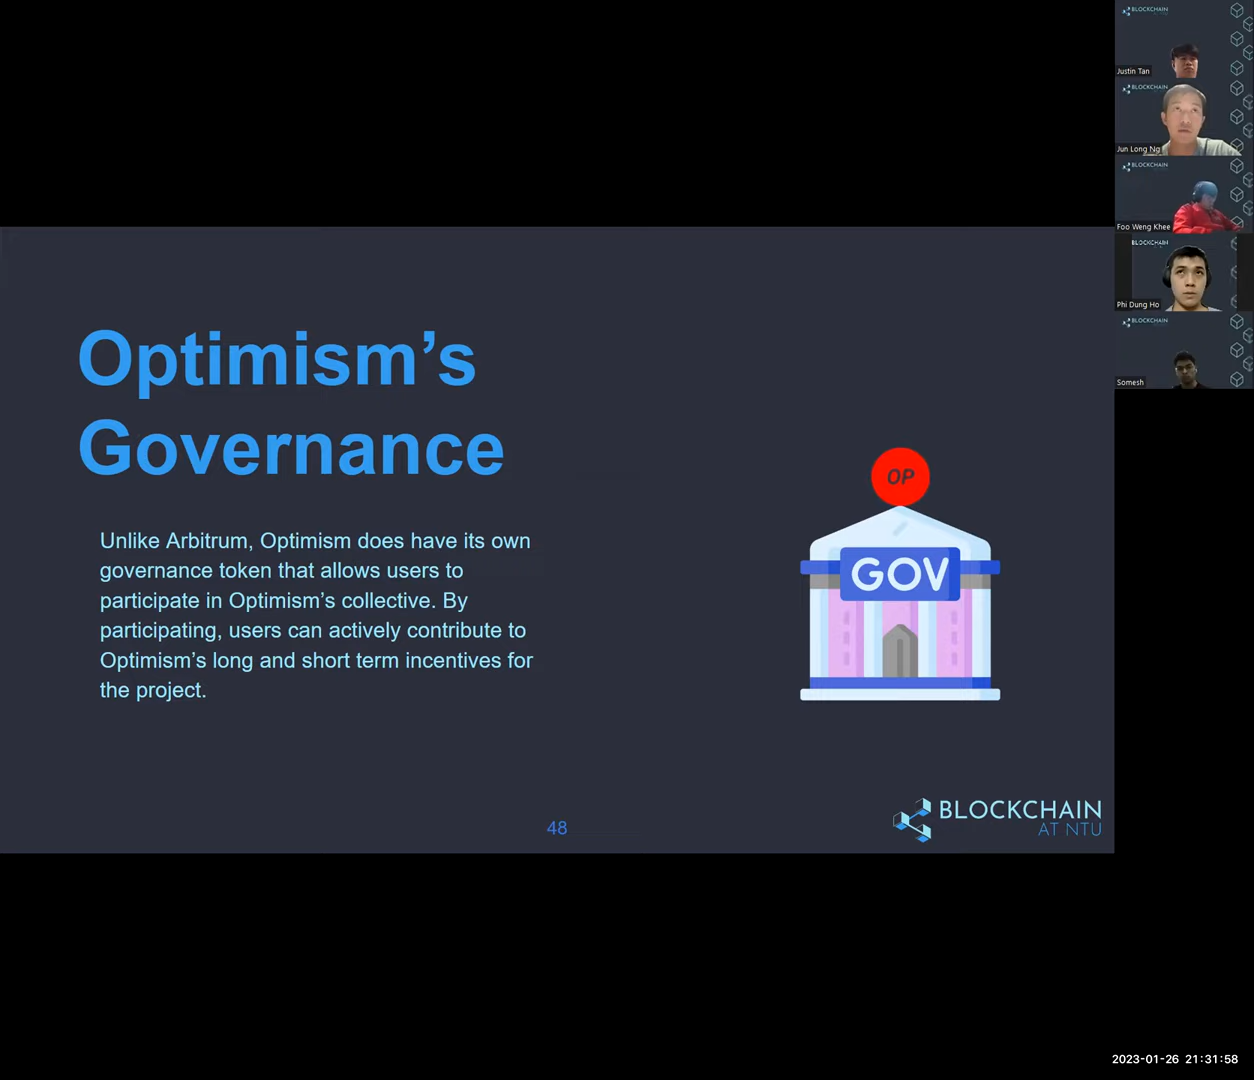 BLOCKCHAIN
Justin Tan
BLOCKCHAIN
Jun Long Ng
BLOCKCHAIN
Foo Weng Khee
BLOCKCHAIN
Phi Dung Ho
BLOCKCHAIN
Somesh
Optimism’s
Governance
OP
GOV
Unlike Arbitrum, Optimism does have its own
governance token that allows users to
participate in Optimism’s collective. By
participating, users can actively contribute to
Optimism’s long and short term incentives for
the project.
48
BLOCKCHAIN
AT NTU
2023-01-26 21:31:58